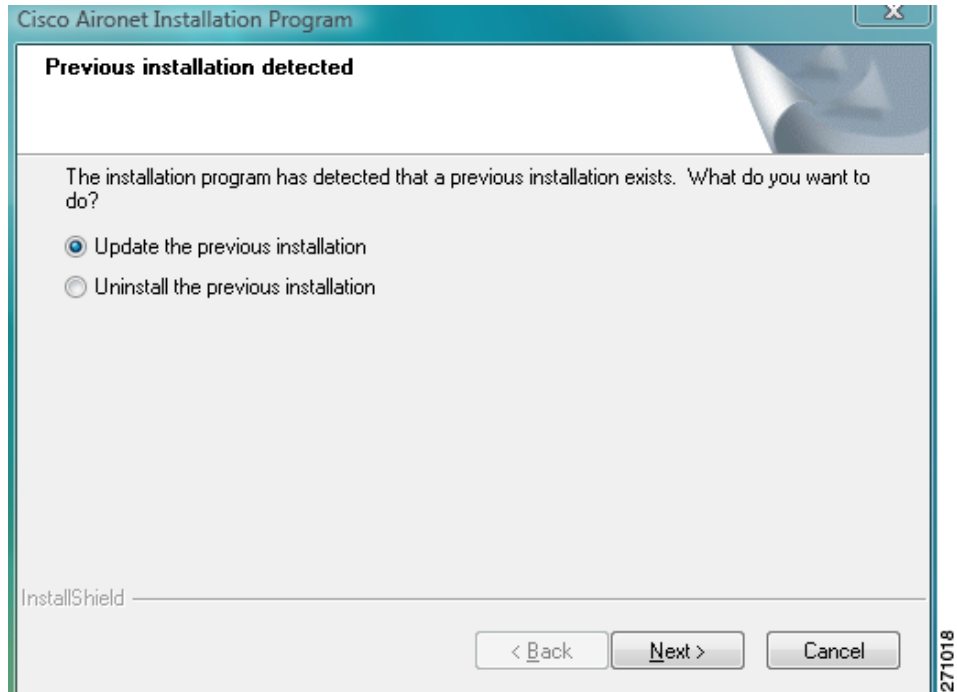 Cisco Aironet Installation Program
Previous installation detected
The installation program has detected that a previous installation exists.  What do you want to
do?
Update the previous installation
Uninstall the previous installation
InstallShield
< Back
Next >
Cancel
271018